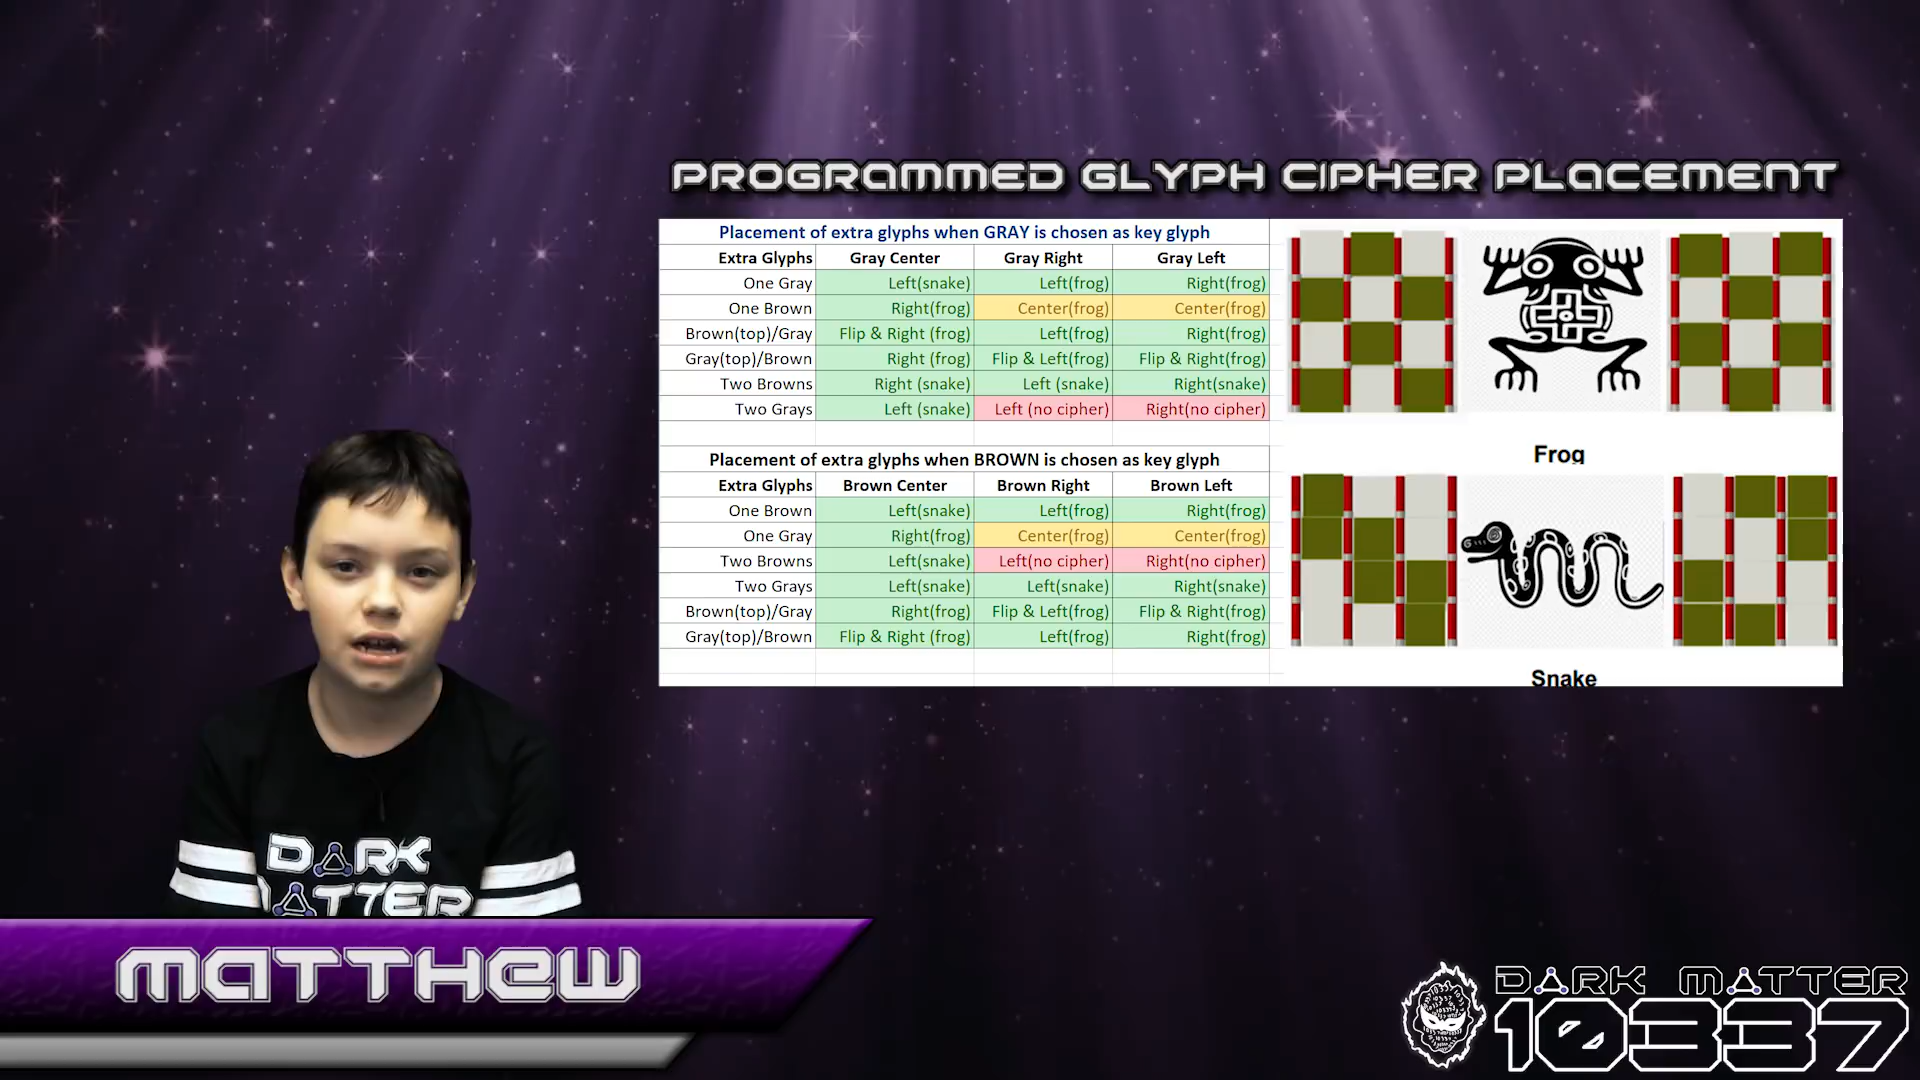 PROGRAMMED GLYPH CIPHER PLACEMENT
Placement of extra glyphs when GRAY is chosen as key glyph
Extra Glyphs Gray Center Gray Right Gray Left
One Gray Left(snake) Left(frog) Right(frog)
One Brown Right(frog) Center(frog) Center(frog)
Brown(top)/Gray Flip & Right (frog) Left(frog) Right(frog)
Gray(top)/Brown Right (frog) Flip & Left(frog) Flip & Right(frog)
Two Browns Right (snake) Left (snake) Right(snake)
Two Grays Left (snake) Left (no cipher) Right(no cipher)
Placement of extra glyphs when BROWN is chosen as key glyph
Extra Glyphs Brown Center Brown Right Brown Left
One Brown Left(snake) Left(frog) Right(frog)
One Gray Right(frog) Center(frog) Center(frog)
Two Browns Left(snake) Left(no cipher) Right(no cipher)
Two Grays Left(snake) Left(snake) Right(snake)
Brown(top)/Gray Right(frog) Flip & Left(frog) Flip & Right(frog)
Gray(top)/Brown Flip & Right (frog) Left(frog) Right(frog)
Frog
Snake
DARK
MATTER
MATTHEW
DARK MATTER
10337